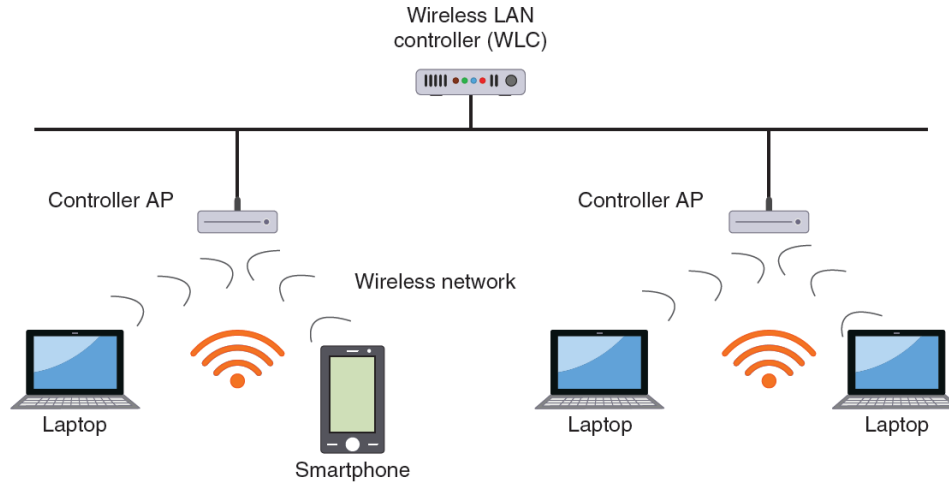 Wireless LAN
controller (WLC)
Controller AP
Controller AP
Wireless network
Laptop
Smartphone
Laptop
Laptop